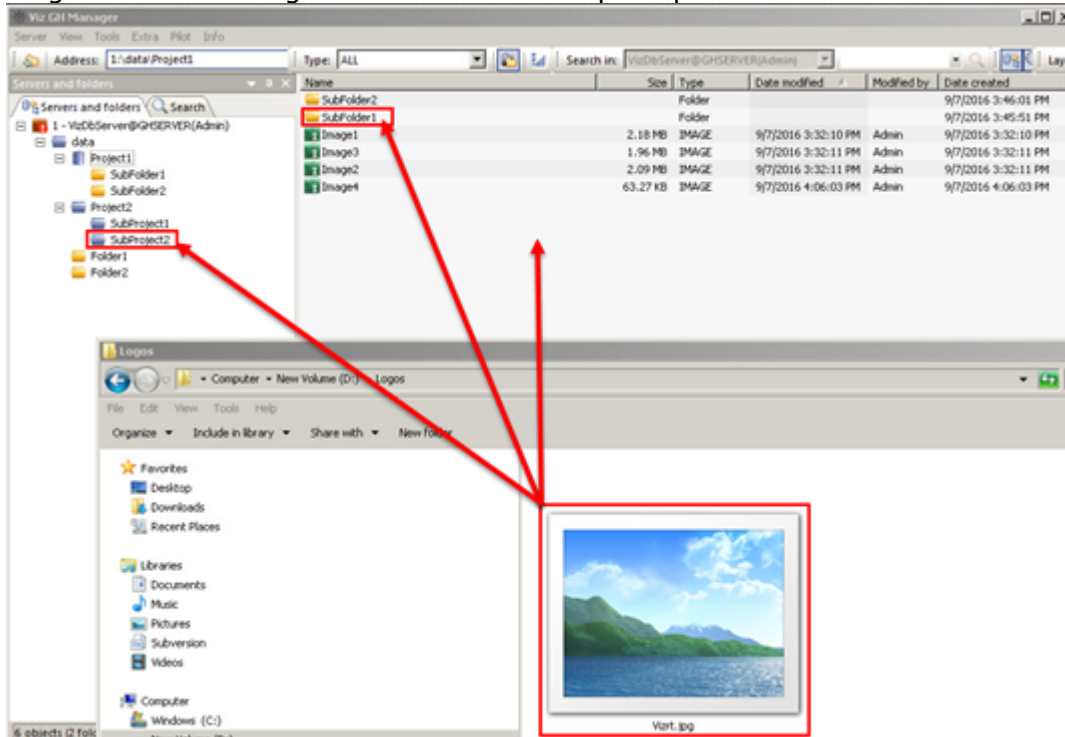 Viz GH Manager
Server View Tools Extra Pilot Info
Address: 1:\data\Project1 Type: ALL Search in: VizDbServer@GHSERVER(Admin) Lay
Servers and folders Name Size Type Date modified Modified by Date created
Servers and folders Search
SubFolder2 Folder 9/7/2016 3:46:01 PM
1 - VizDbServer@GHSERVER(Admin) SubFolder1 Folder 9/7/2016 3:45:51 PM
data Image1 2.18 MB IMAGE 9/7/2016 3:32:10 PM Admin 9/7/2016 3:32:10 PM
Project1 Image3 1.96 MB IMAGE 9/7/2016 3:32:11 PM Admin 9/7/2016 3:32:11 PM
SubFolder1 Image2 2.09 MB IMAGE 9/7/2016 3:32:11 PM Admin 9/7/2016 3:32:11 PM
SubFolder2 Image4 63.27 KB IMAGE 9/7/2016 4:06:03 PM Admin 9/7/2016 4:06:03 PM
Project2
SubProject1
SubProject2
Folder1
Folder2
Logos
Computer New Volume (D:) Logos
File Edit View Tools Help
Organize Include in library Share with New folder
Favorites
Desktop
Downloads
Recent Places
Libraries
Documents
Music
Pictures
Subversion
Videos
Computer
Windows (C:)
6 objects (2 fold
Vizrt.jpg